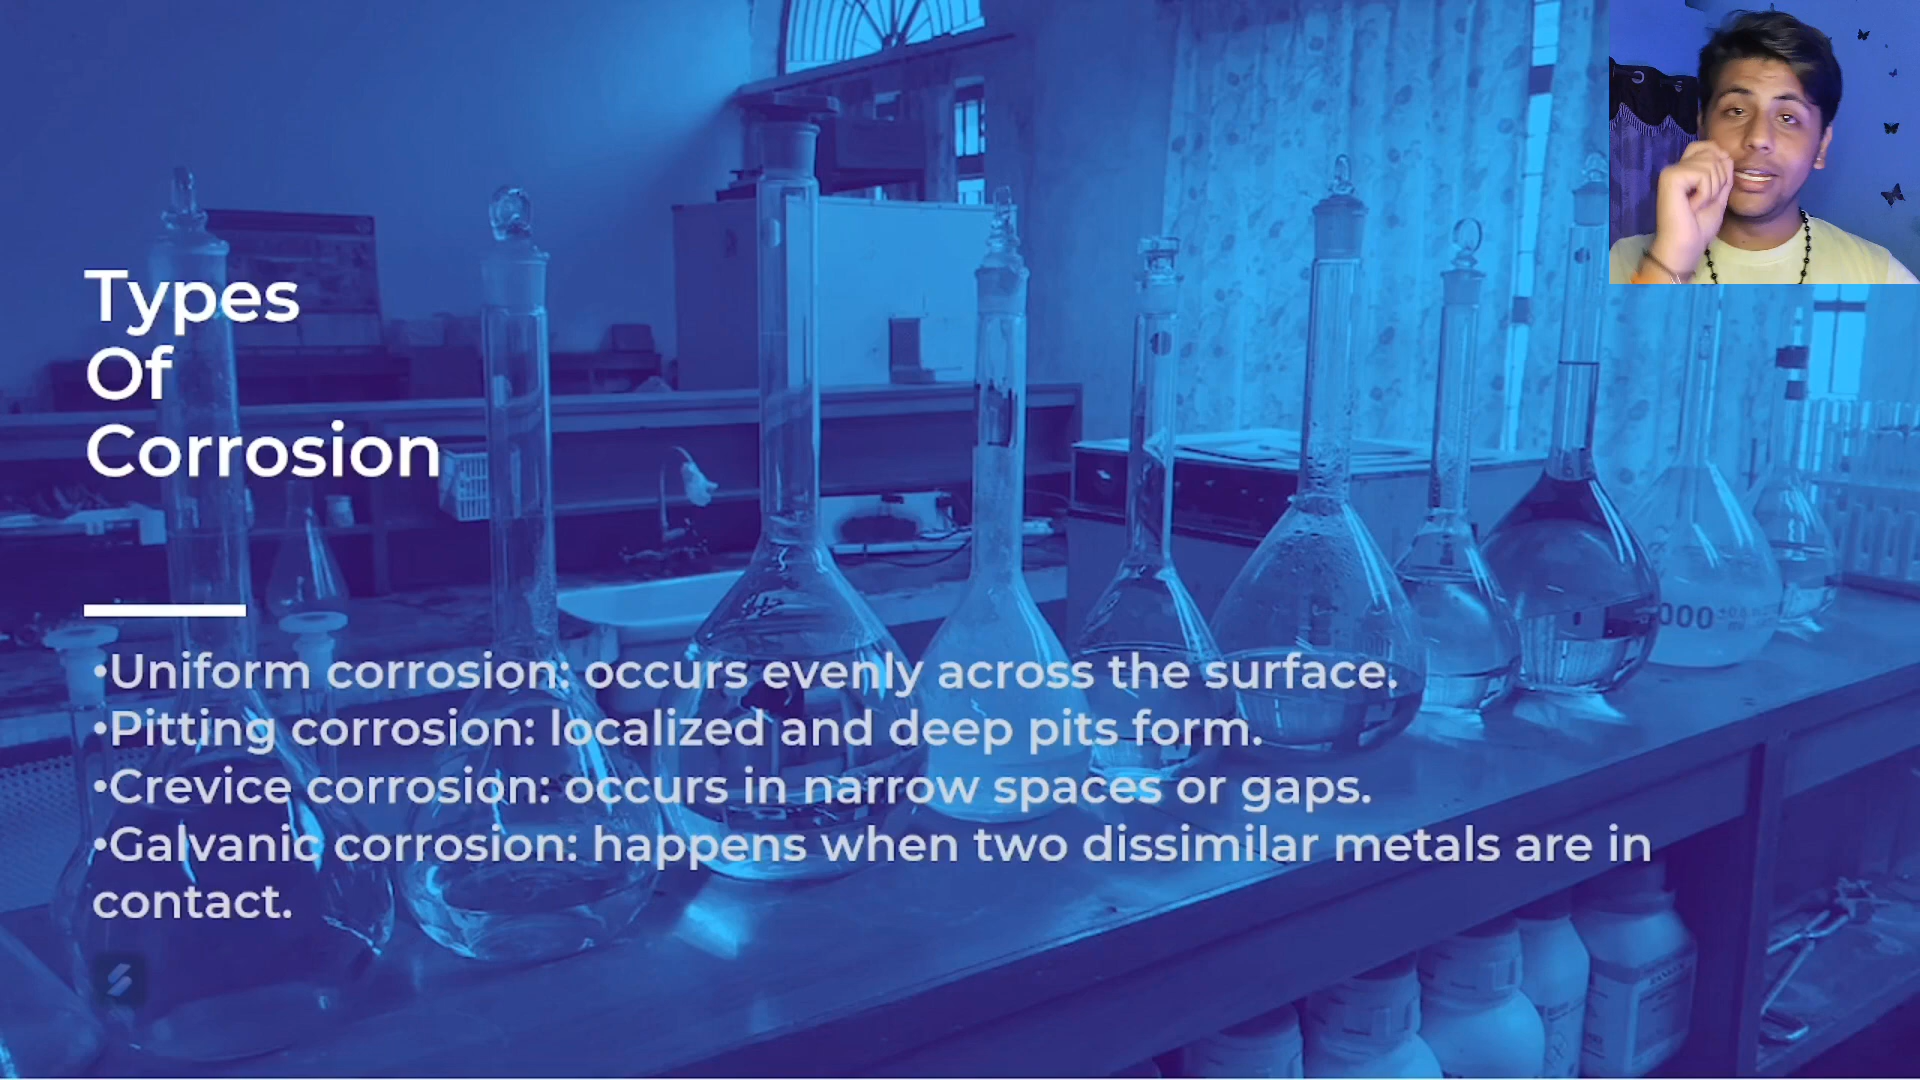 Types
Of
Corrosion
•Uniform corrosion: occurs evenly across the surface.
•Pitting corrosion: localized and deep pits form.
•Crevice corrosion: occurs in narrow spaces or gaps.
•Galvanic corrosion: happens when two dissimilar metals are in
contact.